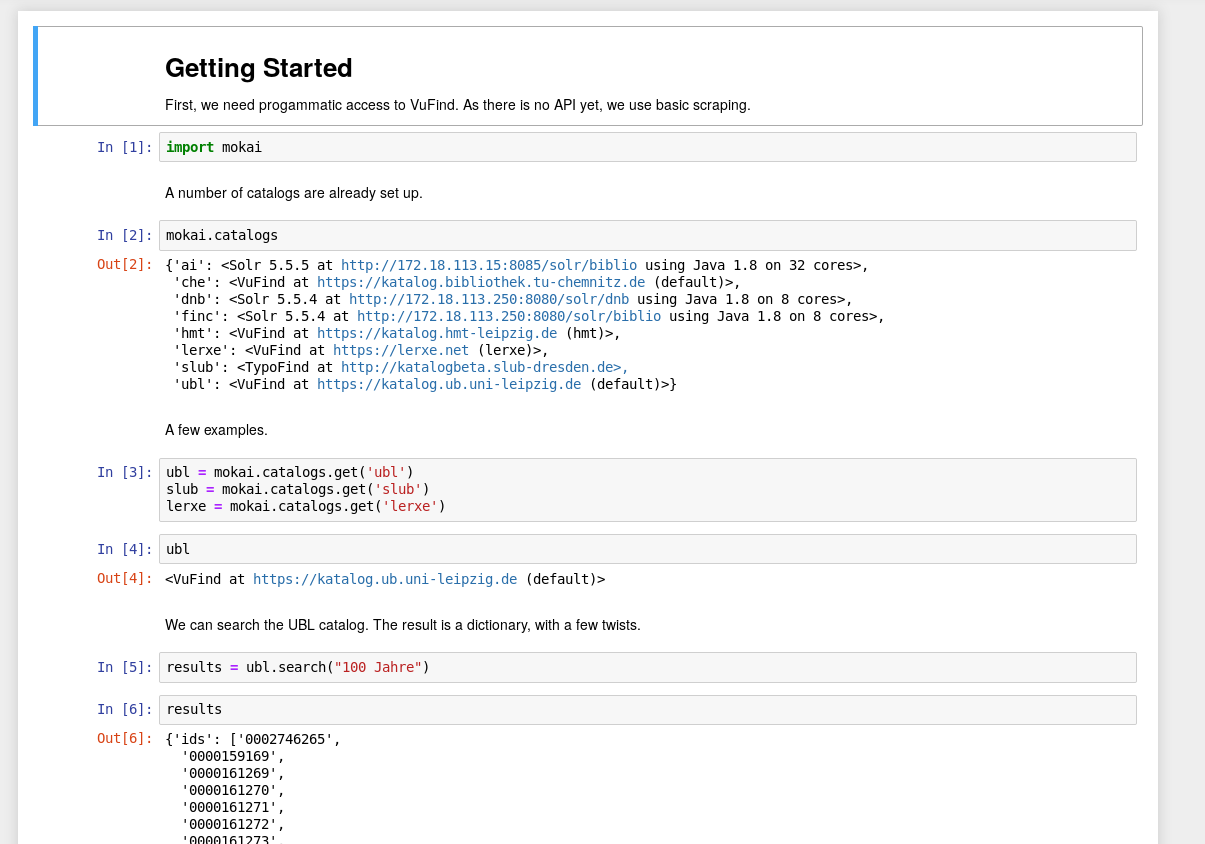 Getting Started
First, we need progammatic access to VuFind. As there is no API yet, we use basic scraping.
In [1]: import mokai
A number of catalogs are already set up.
In [2]: mokai.catalogs
Out[2]: {'ai': <Solr 5.5.5 at http://172.18.113.15:8085/solr/biblio using Java 1.8 on 32 cores>,
'che': <VuFind at https://katalog.bibliothek.tu-chemnitz.de (default)>,
'dnb': <Solr 5.5.4 at http://172.18.113.250:8080/solr/dnb using Java 1.8 on 8 cores>,
'finc': <Solr 5.5.4 at http://172.18.113.250:8080/solr/biblio using Java 1.8 on 8 cores>,
'hmt': <VuFind at https://katalog.hmt-leipzig.de (hmt)>,
'lerxe': <VuFind at https://lerxe.net (lerxe)>,
'slub': <TypoFind at http://katalogbeta.slub-dresden.de>,
'ubl': <VuFind at https://katalog.ub.uni-leipzig.de (default)>}
A few examples.
In [3]: ubl = mokai.catalogs.get('ubl')
slub = mokai.catalogs.get('slub')
lerxe = mokai.catalogs.get('lerxe')
In [4]: ubl
Out[4]: <VuFind at https://katalog.ub.uni-leipzig.de (default)>
We can search the UBL catalog. The result is a dictionary, with a few twists.
In [5]: results = ubl.search("100 Jahre")
In [6]: results
Out[6]: {'ids': ['0002746265',
'0000159169',
'0000161269',
'0000161270',
'0000161271',
'0000161272',
'0000161273',